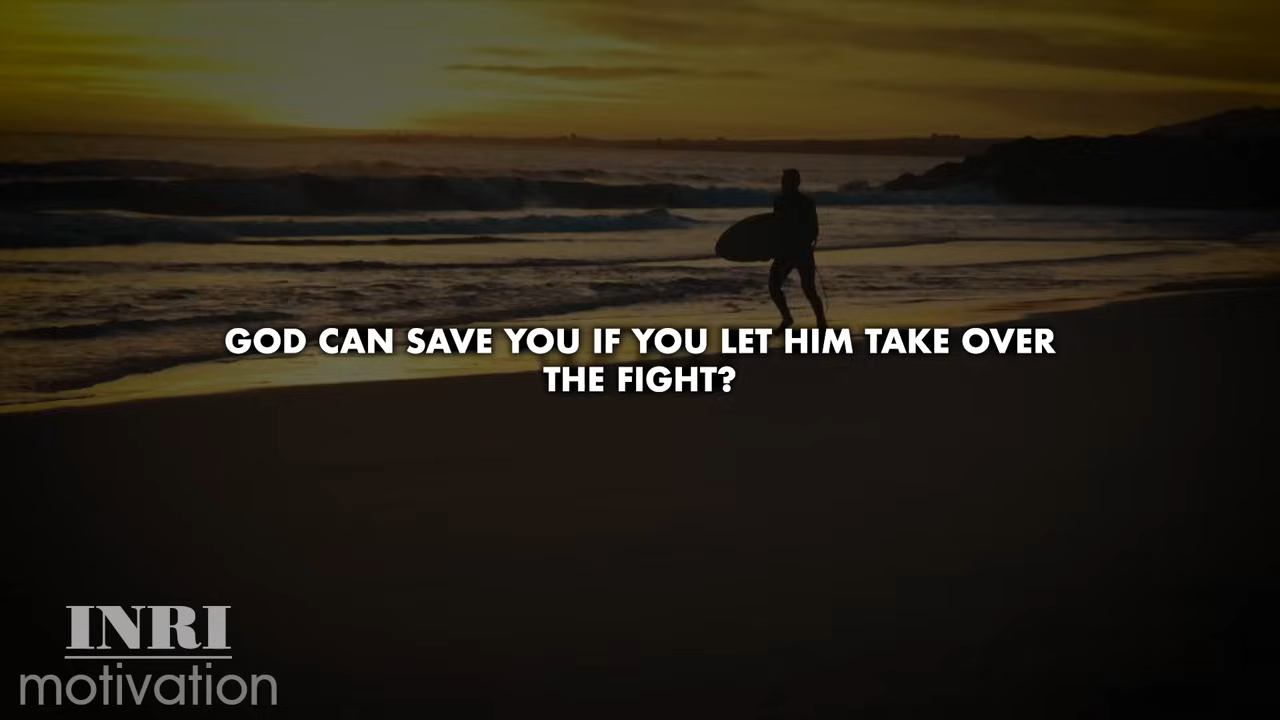 GOD CAN SAVE YOU IF YOU LET HIM TAKE OVER
THE FIGHT?
INRI
motivation